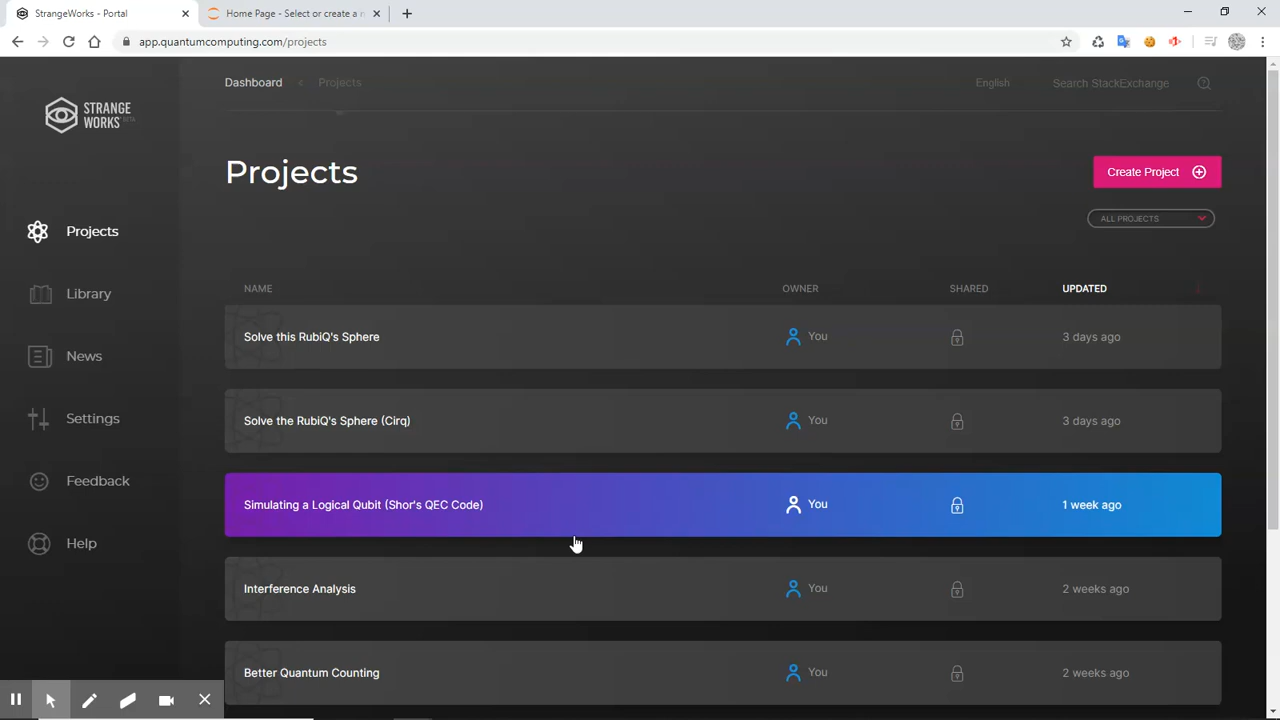 StrangeWorks - Portal
Home Page - Select or create a n
app.quantumcomputing.com/projects
STRANGE
WORKS BETA
Dashboard
Projects
English
Search StackExchange
Projects
Create Project
ALL PROJECTS
Projects
Library
News
Settings
Feedback
Help
NAME OWNER SHARED UPDATED
Solve this RubiQ's Sphere You 3 days ago
Solve the RubiQ's Sphere (Cirq) You 3 days ago
Simulating a Logical Qubit (Shor's QEC Code) You 1 week ago
Interference Analysis You 2 weeks ago
Better Quantum Counting You 2 weeks ago